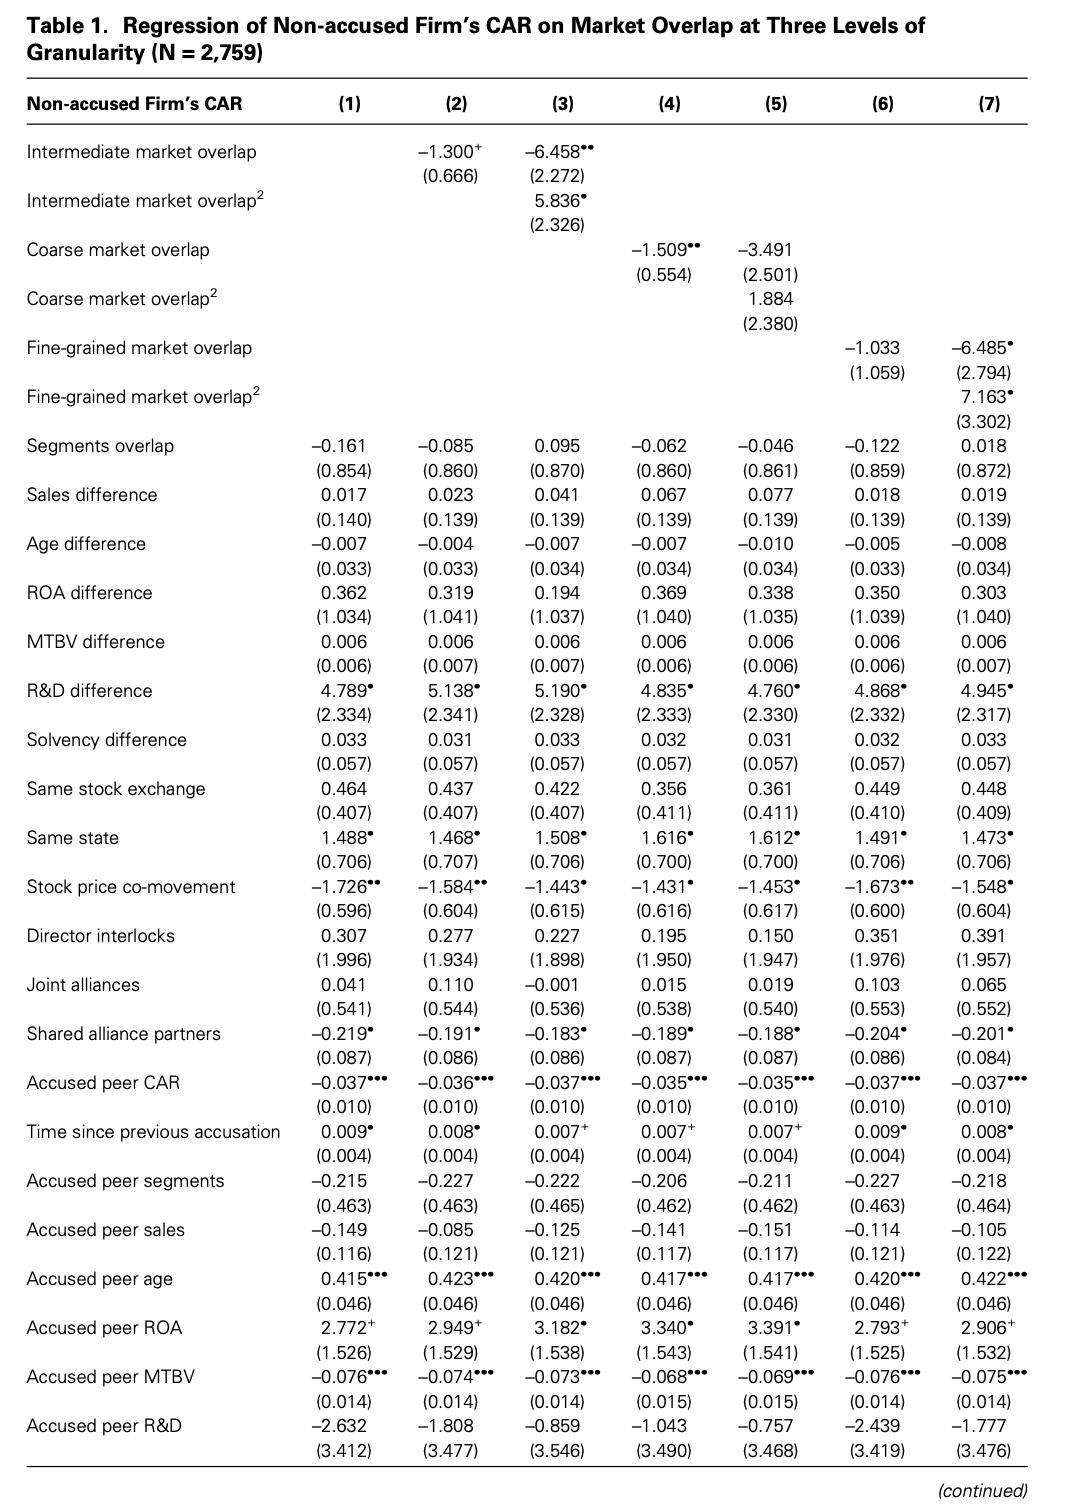 Table 1. Regression of Non-accused Firm's CAR on Market Overlap at Three Levels of
Granularity (N = 2,759)
Non-accused Firm's CAR (1) (2) (3) (4) (5) (6) (7)
Intermediate market overlap –1.300⁺ –6.458••
(0.666) (2.272)
Intermediate market overlap² 5.836•
(2.326)
Coarse market overlap –1.509•• –3.491
(0.554) (2.501)
Coarse market overlap² 1.884
(2.380)
Fine-grained market overlap –1.033 –6.485•
(1.059) (2.794)
Fine-grained market overlap² 7.163•
(3.302)
Segments overlap –0.161 –0.085 0.095 –0.062 –0.046 –0.122 0.018
(0.854) (0.860) (0.870) (0.860) (0.861) (0.859) (0.872)
Sales difference 0.017 0.023 0.041 0.067 0.077 0.018 0.019
(0.140) (0.139) (0.139) (0.139) (0.139) (0.139) (0.139)
Age difference –0.007 –0.004 –0.007 –0.007 –0.010 –0.005 –0.008
(0.033) (0.033) (0.034) (0.034) (0.034) (0.033) (0.034)
ROA difference 0.362 0.319 0.194 0.369 0.338 0.350 0.303
(1.034) (1.041) (1.037) (1.040) (1.035) (1.039) (1.040)
MTBV difference 0.006 0.006 0.006 0.006 0.006 0.006 0.006
(0.006) (0.007) (0.007) (0.006) (0.006) (0.006) (0.007)
R&D difference 4.789• 5.138• 5.190• 4.835• 4.760• 4.868• 4.945•
(2.334) (2.341) (2.328) (2.333) (2.330) (2.332) (2.317)
Solvency difference 0.033 0.031 0.033 0.032 0.031 0.032 0.033
(0.057) (0.057) (0.057) (0.057) (0.057) (0.057) (0.057)
Same stock exchange 0.464 0.437 0.422 0.356 0.361 0.449 0.448
(0.407) (0.407) (0.407) (0.411) (0.411) (0.410) (0.409)
Same state 1.488• 1.468• 1.508• 1.616• 1.612• 1.491• 1.473•
(0.706) (0.707) (0.706) (0.700) (0.700) (0.706) (0.706)
Stock price co-movement –1.726•• –1.584•• –1.443• –1.431• –1.453• –1.673•• –1.548•
(0.596) (0.604) (0.615) (0.616) (0.617) (0.600) (0.604)
Director interlocks 0.307 0.277 0.227 0.195 0.150 0.351 0.391
(1.996) (1.934) (1.898) (1.950) (1.947) (1.976) (1.957)
Joint alliances 0.041 0.110 –0.001 0.015 0.019 0.103 0.065
(0.541) (0.544) (0.536) (0.538) (0.540) (0.553) (0.552)
Shared alliance partners –0.219• –0.191• –0.183• –0.189• –0.188• –0.204• –0.201•
(0.087) (0.086) (0.086) (0.087) (0.087) (0.086) (0.084)
Accused peer CAR –0.037••• –0.036••• –0.037••• –0.035••• –0.035••• –0.037••• –0.037•••
(0.010) (0.010) (0.010) (0.010) (0.010) (0.010) (0.010)
Time since previous accusation 0.009• 0.008• 0.007⁺ 0.007⁺ 0.007⁺ 0.009• 0.008•
(0.004) (0.004) (0.004) (0.004) (0.004) (0.004) (0.004)
Accused peer segments –0.215 –0.227 –0.222 –0.206 –0.211 –0.227 –0.218
(0.463) (0.463) (0.465) (0.462) (0.462) (0.463) (0.464)
Accused peer sales –0.149 –0.085 –0.125 –0.141 –0.151 –0.114 –0.105
(0.116) (0.121) (0.121) (0.117) (0.117) (0.121) (0.122)
Accused peer age 0.415••• 0.423••• 0.420••• 0.417••• 0.417••• 0.420••• 0.422•••
(0.046) (0.046) (0.046) (0.046) (0.046) (0.046) (0.046)
Accused peer ROA 2.772⁺ 2.949⁺ 3.182• 3.340• 3.391• 2.793⁺ 2.906⁺
(1.526) (1.529) (1.538) (1.543) (1.541) (1.525) (1.532)
Accused peer MTBV –0.076••• –0.074••• –0.073••• –0.068••• –0.069••• –0.076••• –0.075•••
(0.014) (0.014) (0.014) (0.015) (0.015) (0.014) (0.014)
Accused peer R&D –2.632 –1.808 –0.859 –1.043 –0.757 –2.439 –1.777
(3.412) (3.477) (3.546) (3.490) (3.468) (3.419) (3.476)
(continued)